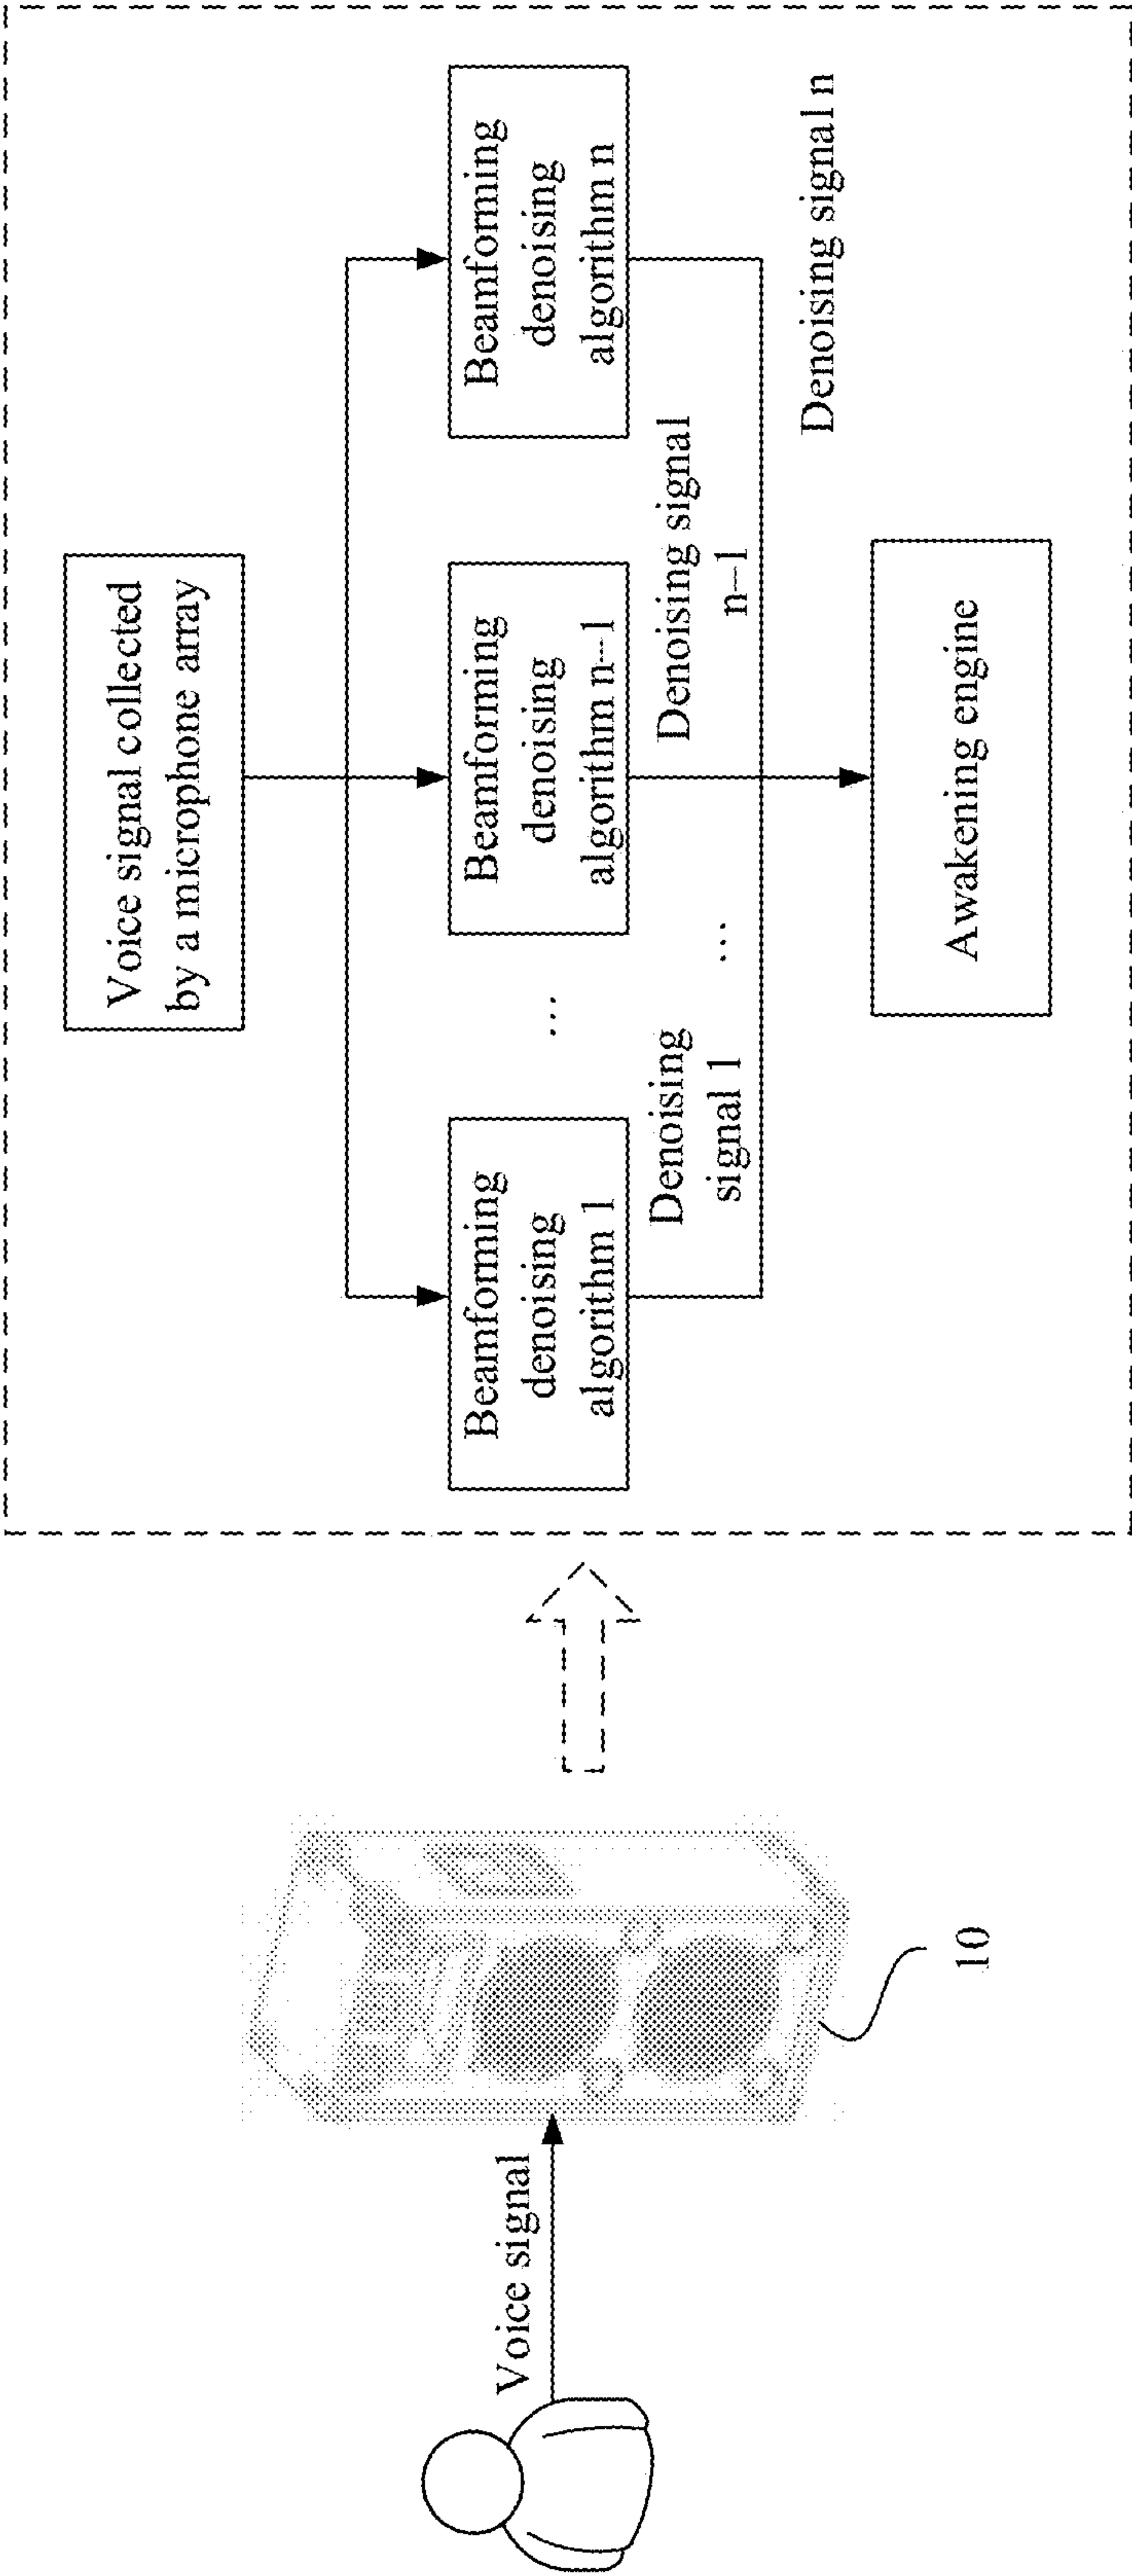 Voice signal
10
Voice signal collected
by a microphone array
Beamforming
denoising
algorithm 1
...
Beamforming
denoising
algorithm n-1
Beamforming
denoising
algorithm n
Denoising
signal 1
...
Denoising signal
n-1
Denoising signal n
Awakening engine